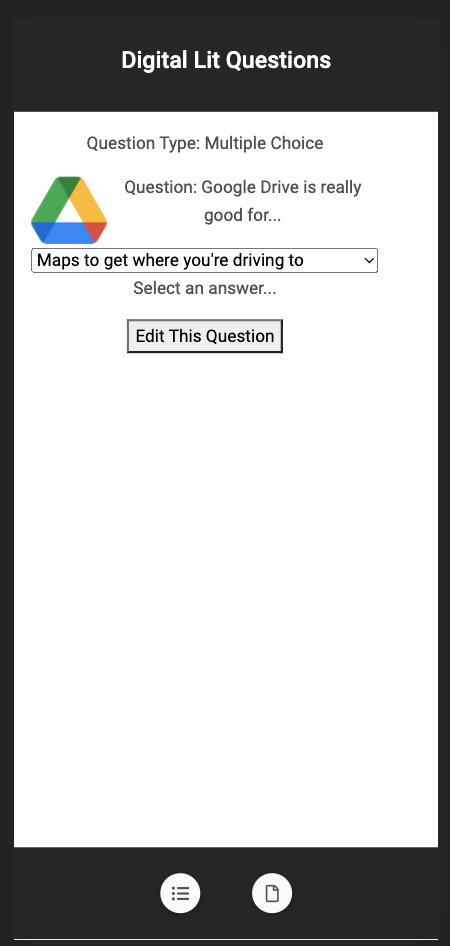 Digital Lit Questions
Question Type: Multiple Choice
Question: Google Drive is really
good for...
Maps to get where you're driving to
Select an answer...
Edit This Question